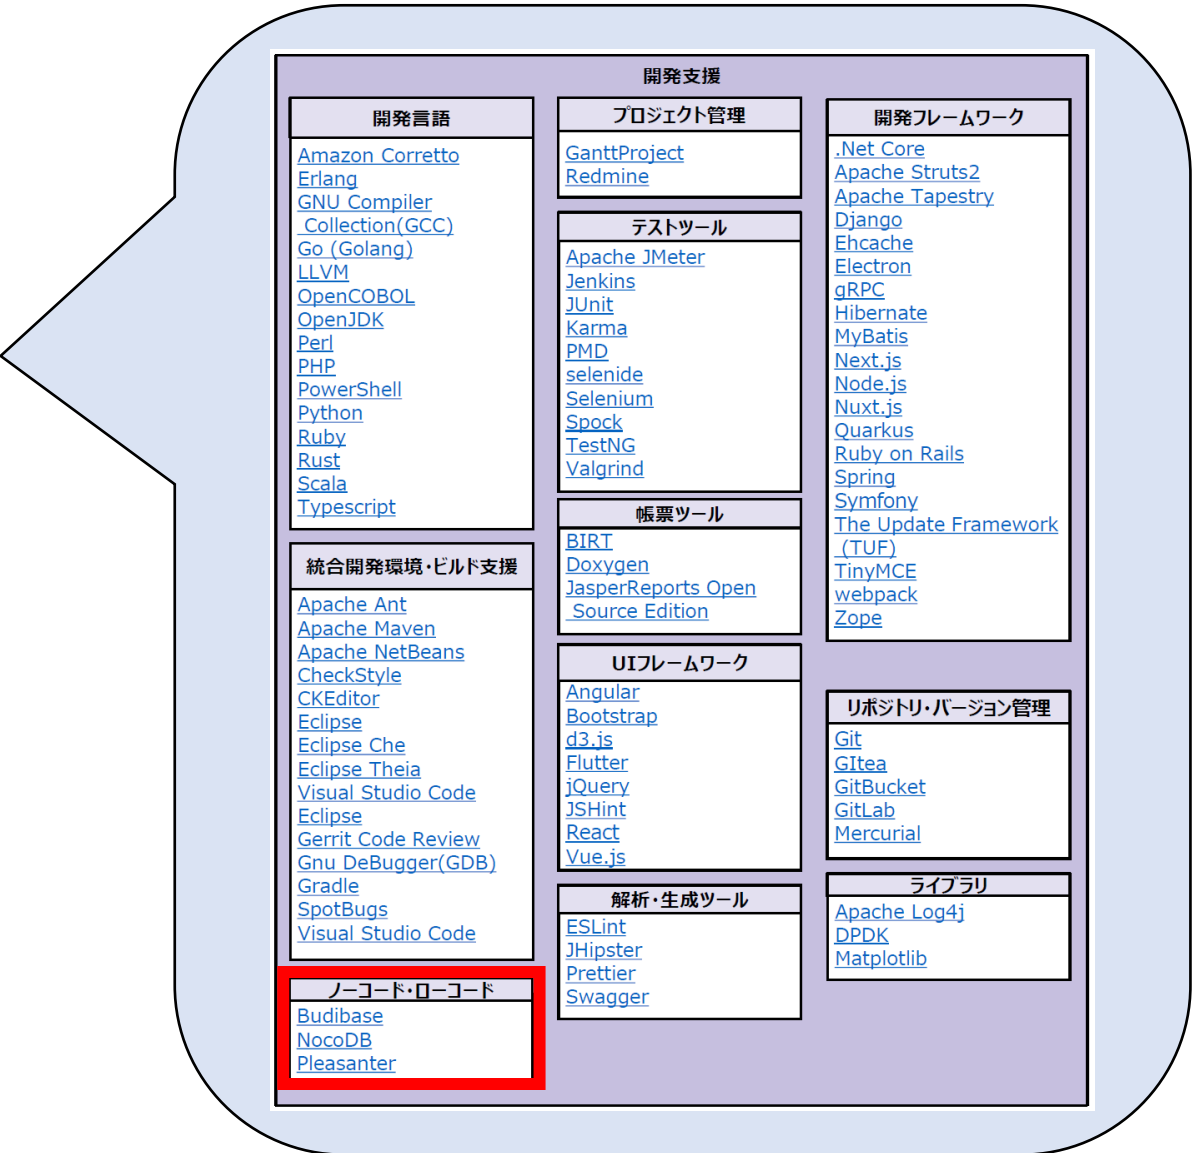 開発支援
開発言語
Amazon Corretto
Erlang
GNU Compiler
Collection(GCC)
Go (Golang)
LLVM
OpenCOBOL
OpenJDK
Perl
PHP
PowerShell
Python
Ruby
Rust
Scala
Typescript
統合開発環境・ビルド支援
Apache Ant
Apache Maven
Apache NetBeans
CheckStyle
CKEditor
Eclipse
Eclipse Che
Eclipse Theia
Visual Studio Code
Eclipse
Gerrit Code Review
Gnu DeBugger(GDB)
Gradle
SpotBugs
Visual Studio Code
ノーコード・ローコード
Budibase
NocoDB
Pleasanter
プロジェクト管理
GanttProject
Redmine
テストツール
Apache JMeter
Jenkins
JUnit
Karma
PMD
selenide
Selenium
Spock
TestNG
Valgrind
帳票ツール
BIRT
Doxygen
JasperReports Open
Source Edition
UIフレームワーク
Angular
Bootstrap
d3.js
Flutter
jQuery
JSHint
React
Vue.js
解析・生成ツール
ESLint
JHipster
Prettier
Swagger
開発フレームワーク
.Net Core
Apache Struts2
Apache Tapestry
Django
Ehcache
Electron
gRPC
Hibernate
MyBatis
Next.js
Node.js
Nuxt.js
Quarkus
Ruby on Rails
Spring
Symfony
The Update Framework
(TUF)
TinyMCE
webpack
Zope
リポジトリ・バージョン管理
Git
GItea
GitBucket
GitLab
Mercurial
ライブラリ
Apache Log4j
DPDK
Matplotlib